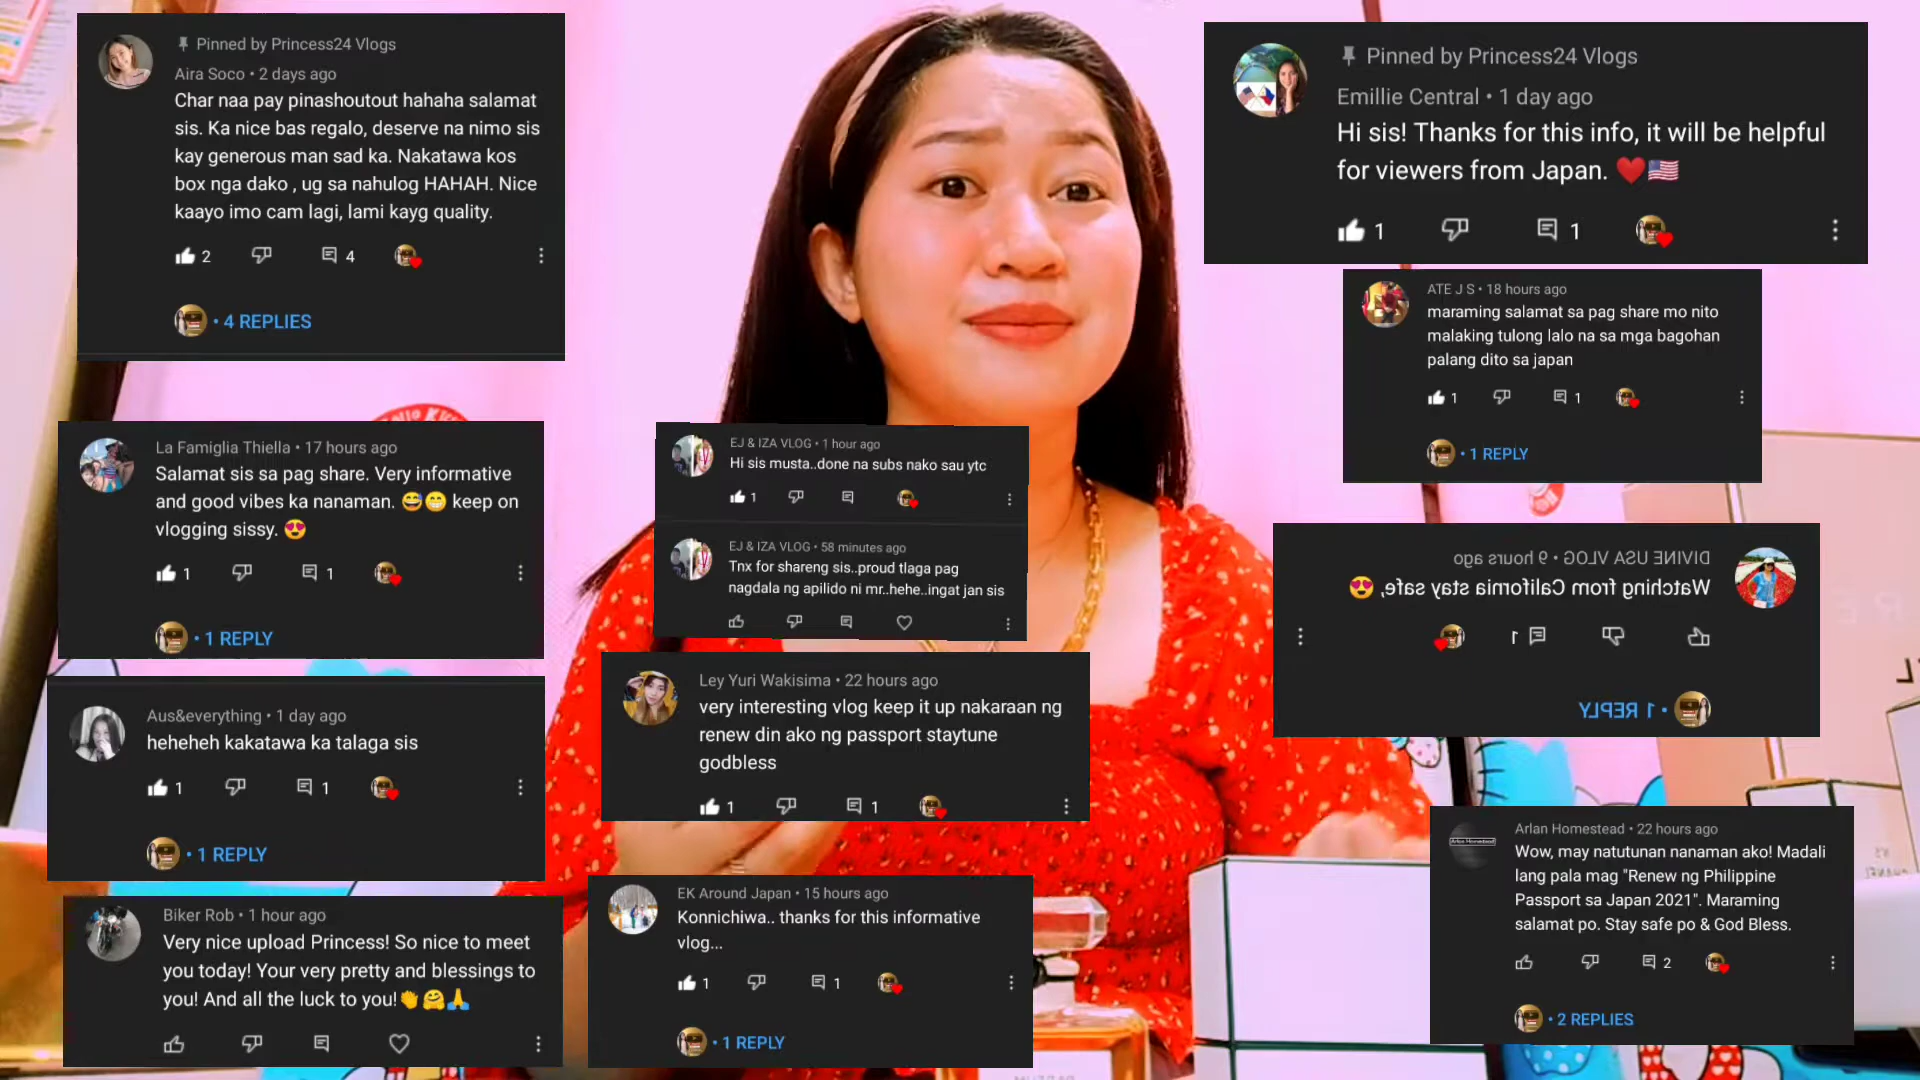 Pinned by Princess24 Vlogs
Aira Soco • 2 days ago
Char naa pay pinashoutout hahaha salamat
sis. Ka nice bas regalo, deserve na nimo sis
kay generous man sad ka. Nakatawa kos
box nga dako , ug sa nahulog HAHAH. Nice
kaayo imo cam lagi, lami kayg quality.
2 4
• 4 REPLIES
La Famiglia Thiella • 17 hours ago
Salamat sis sa pag share. Very informative
and good vibes ka nanaman. 😅😁 keep on
vlogging sissy. 😍
1 1
• 1 REPLY
Aus&everything • 1 day ago
heheheh kakatawa ka talaga sis
1 1
• 1 REPLY
Biker Rob • 1 hour ago
Very nice upload Princess! So nice to meet
you today! Your very pretty and blessings to
you! And all the luck to you!👏🤗🙏
EJ & IZA VLOG • 1 hour ago
Hi sis musta..done na subs nako sau ytc
1
EJ & IZA VLOG • 58 minutes ago
Tnx for shareng sis..proud tlaga pag
nagdala ng apilido ni mr..hehe..ingat jan sis
Ley Yuri Wakisima • 22 hours ago
very interesting vlog keep it up nakaraan ng
renew din ako ng passport staytune
godbless
1 1
EK Around Japan • 15 hours ago
Konnichiwa.. thanks for this informative
vlog...
1 1
• 1 REPLY
Pinned by Princess24 Vlogs
Emillie Central • 1 day ago
Hi sis! Thanks for this info, it will be helpful
for viewers from Japan. ❤️🇺🇸
1 1
ATE J S • 18 hours ago
maraming salamat sa pag share mo nito
malaking tulong lalo na sa mga bagohan
palang dito sa japan
1 1
• 1 REPLY
DIVINE USA VLOG • 9 hours ago
Watching from California stay safe, 😍
1
• 1 REPLY
Arlan Homestead • 22 hours ago
Wow, may natutunan nanaman ako! Madali
lang pala mag "Renew ng Philippine
Passport sa Japan 2021". Maraming
salamat po. Stay safe po & God Bless.
2
• 2 REPLIES